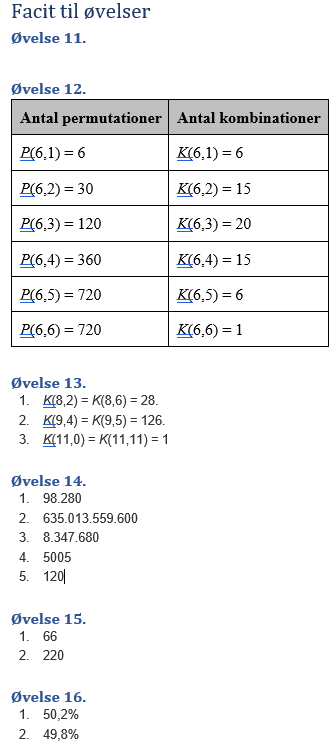 Facit til øvelser
Øvelse 11.
Øvelse 12.
Antal permutationer Antal kombinationer
P(6,1) = 6 K(6,1) = 6
P(6,2) = 30 K(6,2) = 15
P(6,3) = 120 K(6,3) = 20
P(6,4) = 360 K(6,4) = 15
P(6,5) = 720 K(6,5) = 6
P(6,6) = 720 K(6,6) = 1
Øvelse 13.
1. K(8,2) = K(8,6) = 28.
2. K(9,4) = K(9,5) = 126.
3. K(11,0) = K(11,11) = 1
Øvelse 14.
1. 98.280
2. 635.013.559.600
3. 8.347.680
4. 5005
5. 120
Øvelse 15.
1. 66
2. 220
Øvelse 16.
1. 50,2%
2. 49,8%